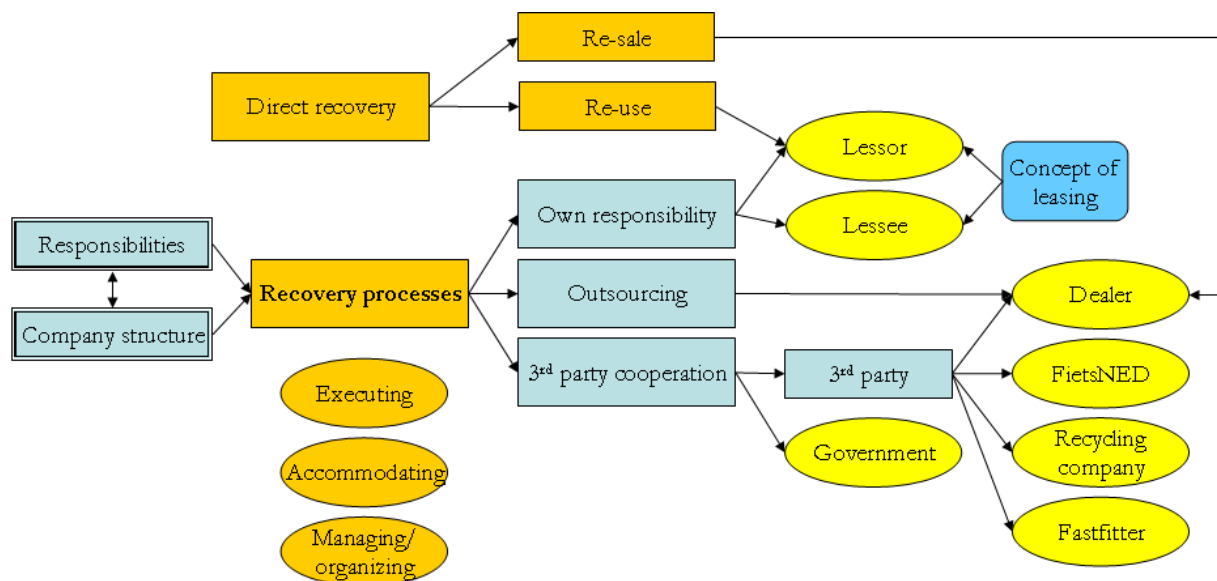 Re-sale
Direct recovery
Re-use
Lessor
Concept of
leasing
Own responsibility
Lessee
Responsibilities
Recovery processes
Outsourcing
Dealer
Company structure
3rd party cooperation
3rd party
FietsNED
Executing
Government
Recycling
company
Accommodating
Fastfitter
Managing/
organizing